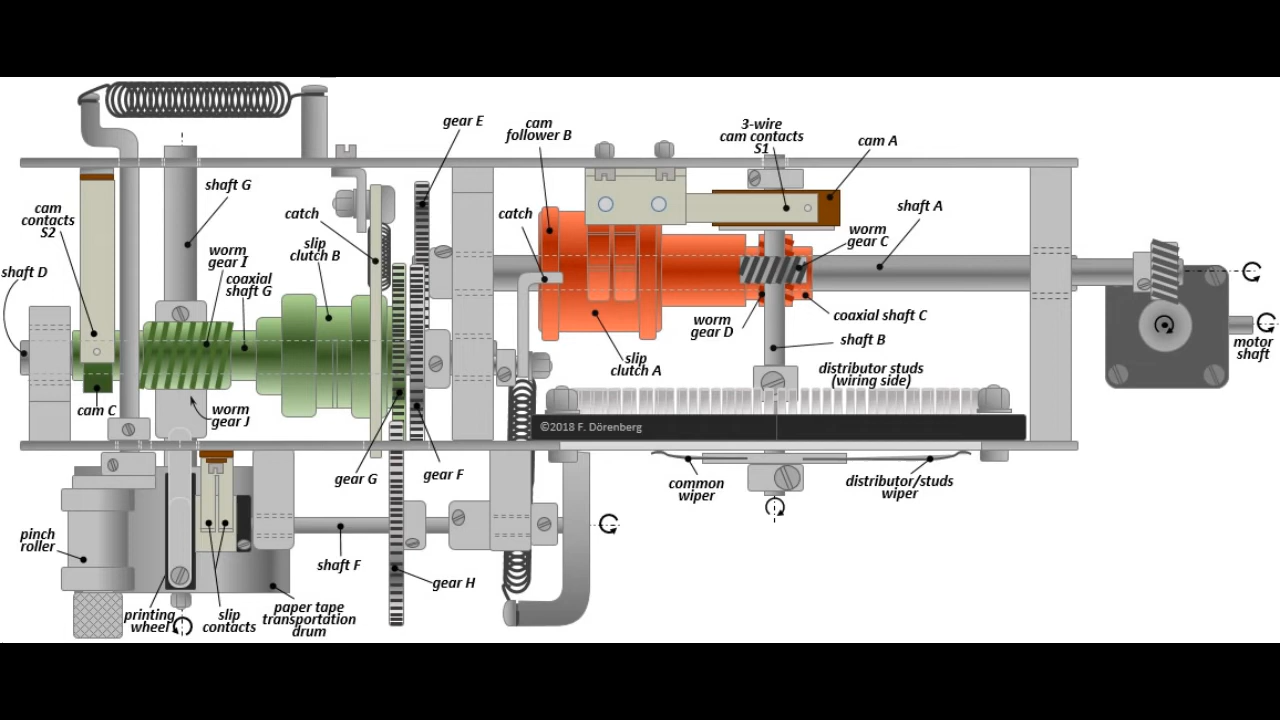 gear E
cam
follower B
3-wire
cam contacts
S1
cam A
shaft G
cam
contacts
S2
catch
catch
shaft A
worm
gear C
slip
clutch B
worm
gear I
coaxial
shaft G
shaft D
coaxial shaft C
worm
gear D
shaft B
motor
shaft
slip
clutch A
distributor studs
(wiring side)
cam C
worm
gear J
©2018 F. Dörenberg
gear G
gear F
common
wiper
distributor/studs
wiper
pinch
roller
shaft F
gear H
printing
wheel
slip
contacts
paper tape
transportation
drum